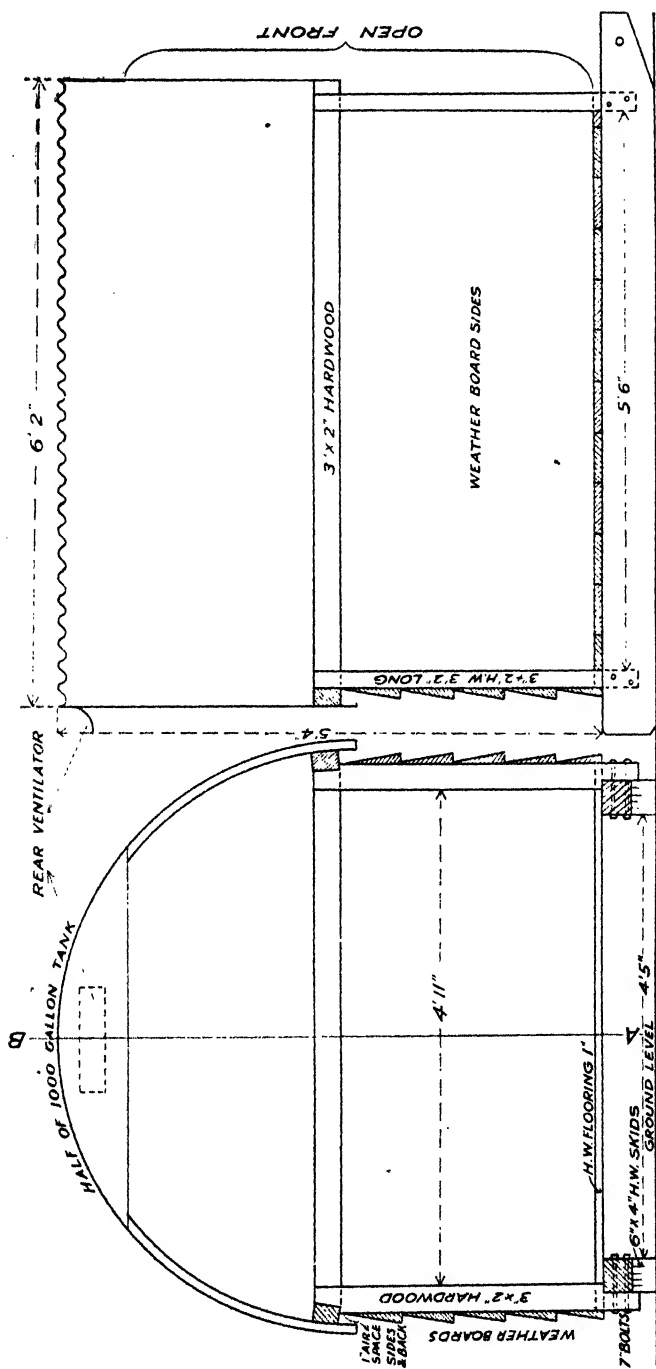 OPEN FRONT
6' 2"
3"x 2" HARDWOOD
WEATHER BOARD SIDES
5' 6"
3"x2" H.W. 3' 2" LONG
5' 4"
REAR VENTILATOR
HALF OF 1000 GALLON TANK
B
4' 11"
H.W. FLOORING 1"
A
4' 5"
GROUND LEVEL
6"x 4" H.W. SKIDS
3"x 2" HARDWOOD
1" AIR
SPACE
SIDES
& BACK
WEATHER BOARDS
7" BOLTS